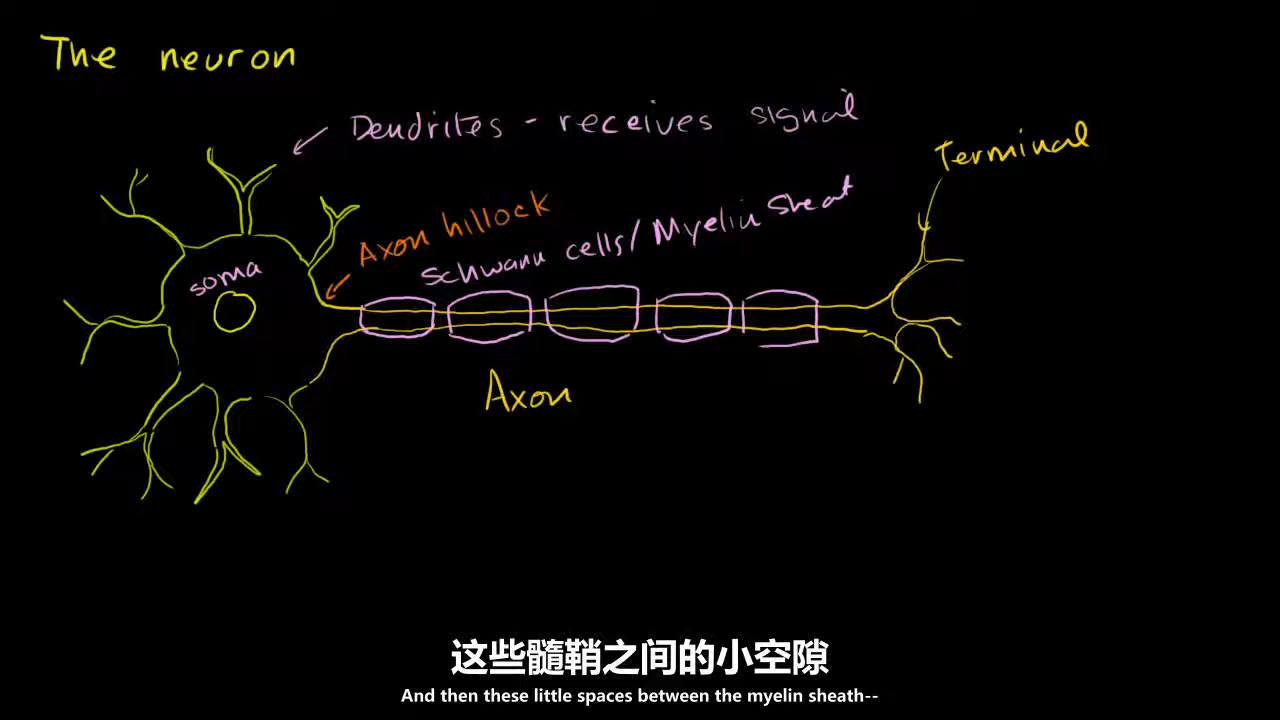 The neuron
Dendrites - receives signal
Terminal
Axon hillock
Schwann cells/Myelin Sheat
soma
Axon
这些髓鞘之间的小空隙
And then these little spaces between the myelin sheath--